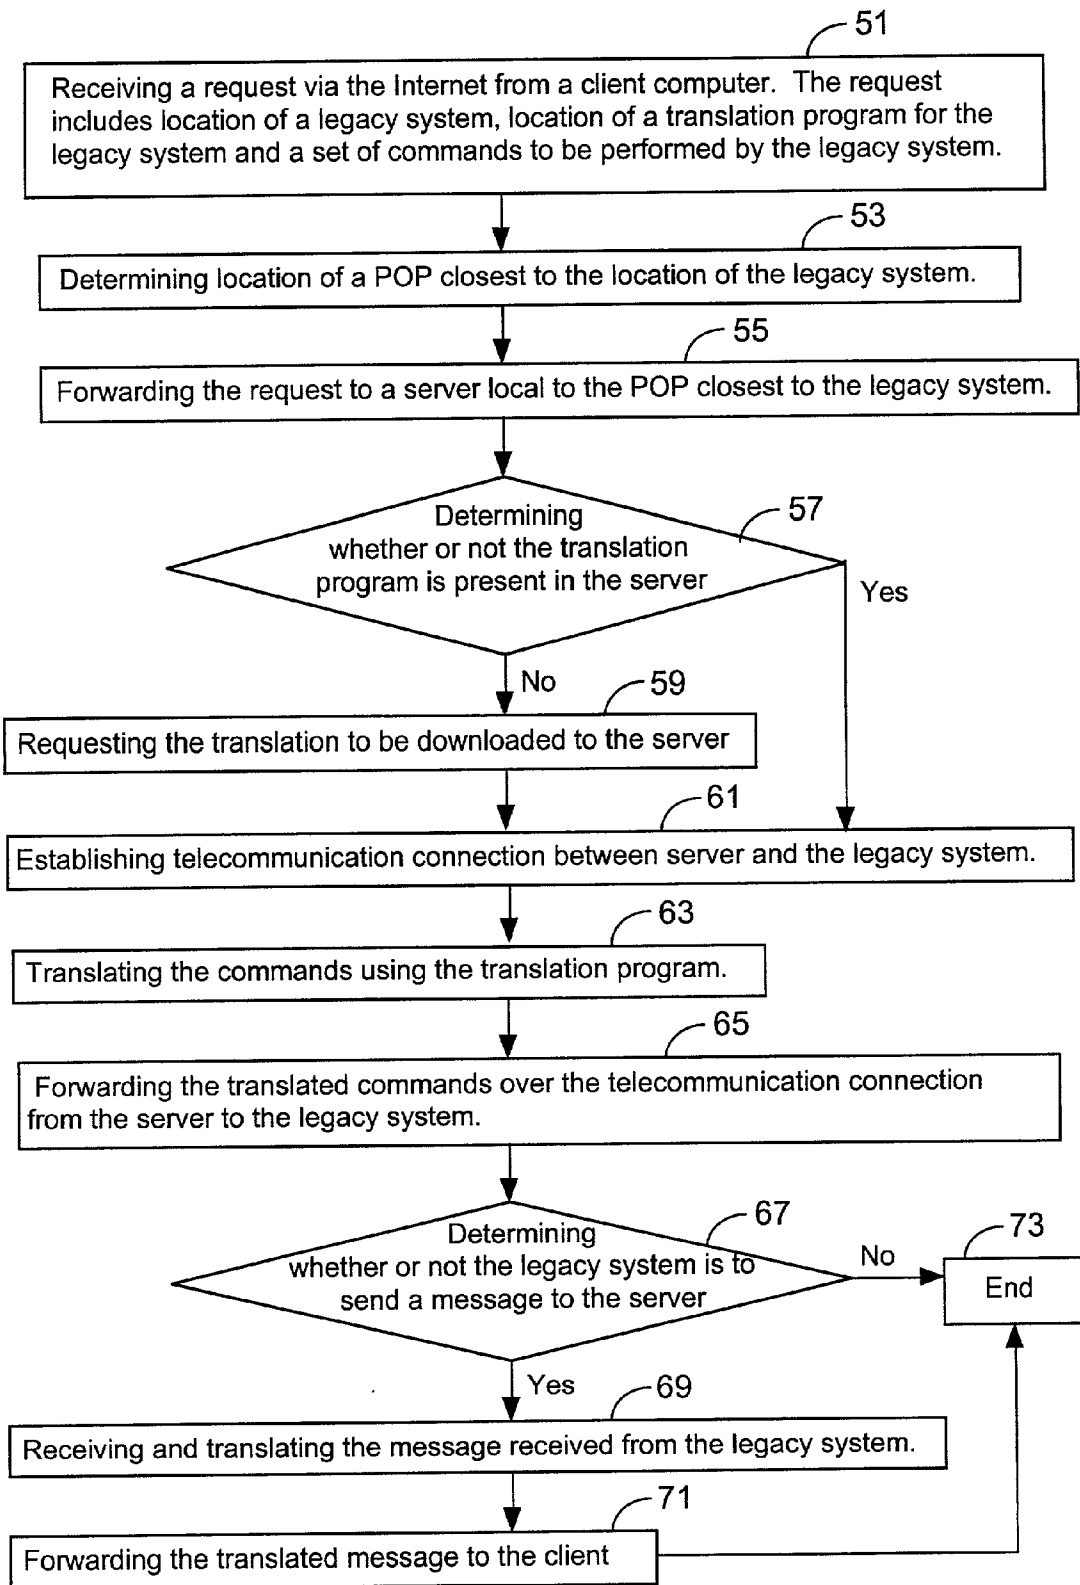 51
Receiving a request via the Internet from a client computer. The request
includes location of a legacy system, location of a translation program for the
legacy system and a set of commands to be performed by the legacy system.
53
Determining location of a POP closest to the location of the legacy system.
55
Forwarding the request to a server local to the POP closest to the legacy system.
57
Determining
whether or not the translation
program is present in the server
Yes
No
59
Requesting the translation to be downloaded to the server
61
Establishing telecommunication connection between server and the legacy system.
63
Translating the commands using the translation program.
65
Forwarding the translated commands over the telecommunication connection
from the server to the legacy system.
67
Determining
whether or not the legacy system is to
send a message to the server
No
73
End
Yes
69
Receiving and translating the message received from the legacy system.
71
Forwarding the translated message to the client